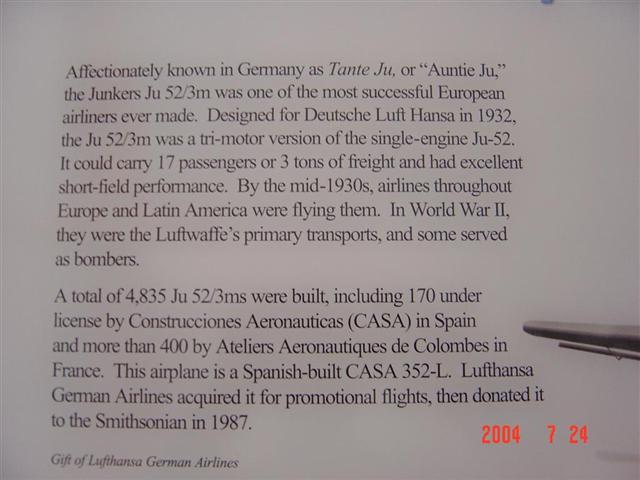 Affectionately known in Germany as Tante Ju, or “Auntie Ju,”
the Junkers Ju 52/3m was one of the most successful European
airliners ever made. Designed for Deutsche Luft Hansa in 1932,
the Ju 52/3m was a tri-motor version of the single-engine Ju-52.
It could carry 17 passengers or 3 tons of freight and had excellent
short-field performance. By the mid-1930s, airlines throughout
Europe and Latin America were flying them. In World War II,
they were the Luftwaffe’s primary transports, and some served
as bombers.
A total of 4,835 Ju 52/3ms were built, including 170 under
license by Construcciones Aeronauticas (CASA) in Spain
and more than 400 by Ateliers Aeronautiques de Colombes in
France. This airplane is a Spanish-built CASA 352-L. Lufthansa
German Airlines acquired it for promotional flights, then donated it
to the Smithsonian in 1987.
Gift of Lufthansa German Airlines
2004 7 24